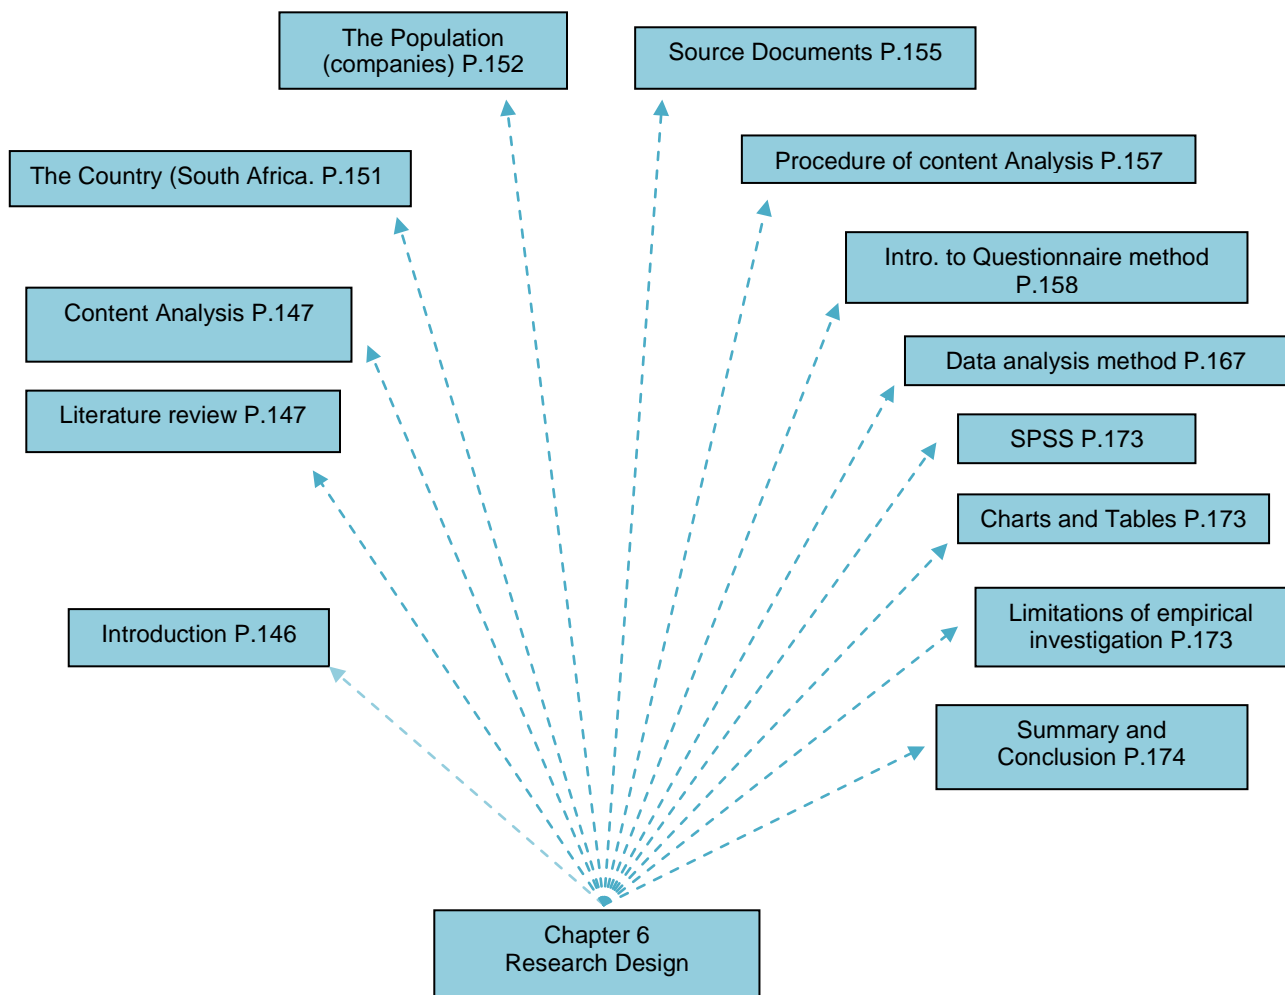 The Population
(companies) P.152
Source Documents P.155
The Country (South Africa. P.151
Procedure of content Analysis P.157
Intro. to Questionnaire method
P.158
Content Analysis P.147
Data analysis method P.167
Literature review P.147
SPSS P.173
Charts and Tables P.173
Introduction P.146
Limitations of empirical
investigation P.173
Summary and
Conclusion P.174
Chapter 6
Research Design